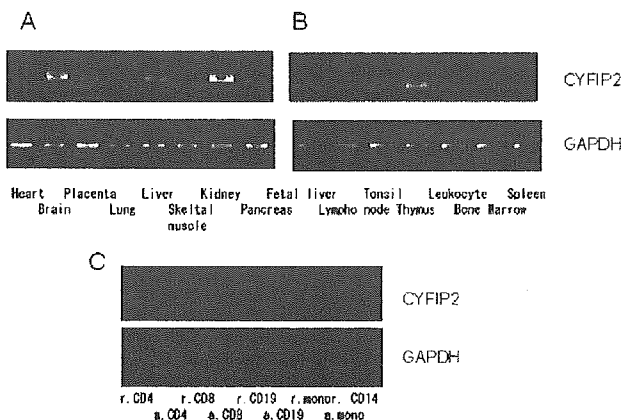 A
B
CYFIP2
GAPDH
Heart Placenta Liver Kidney Fetal liver Tonsil Leukocyte Spleen
Brain Lung Skeltal muscle Pancreas Lympho node Thymus Bone Marrow
C
CYFIP2
GAPDH
r.CD4 r.CD8 r.CD19 r.monor. CD14
a.CD4 a.CD8 a.CD19 a.mono